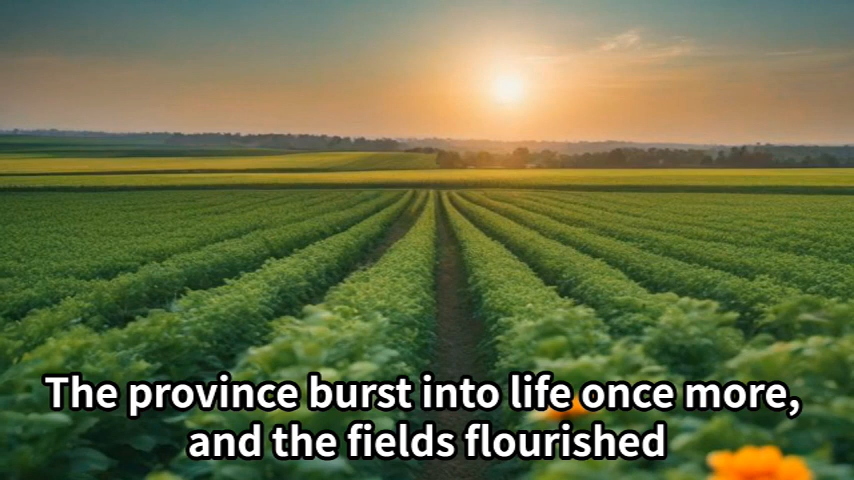 The province burst into life once more,
and the fields flourished